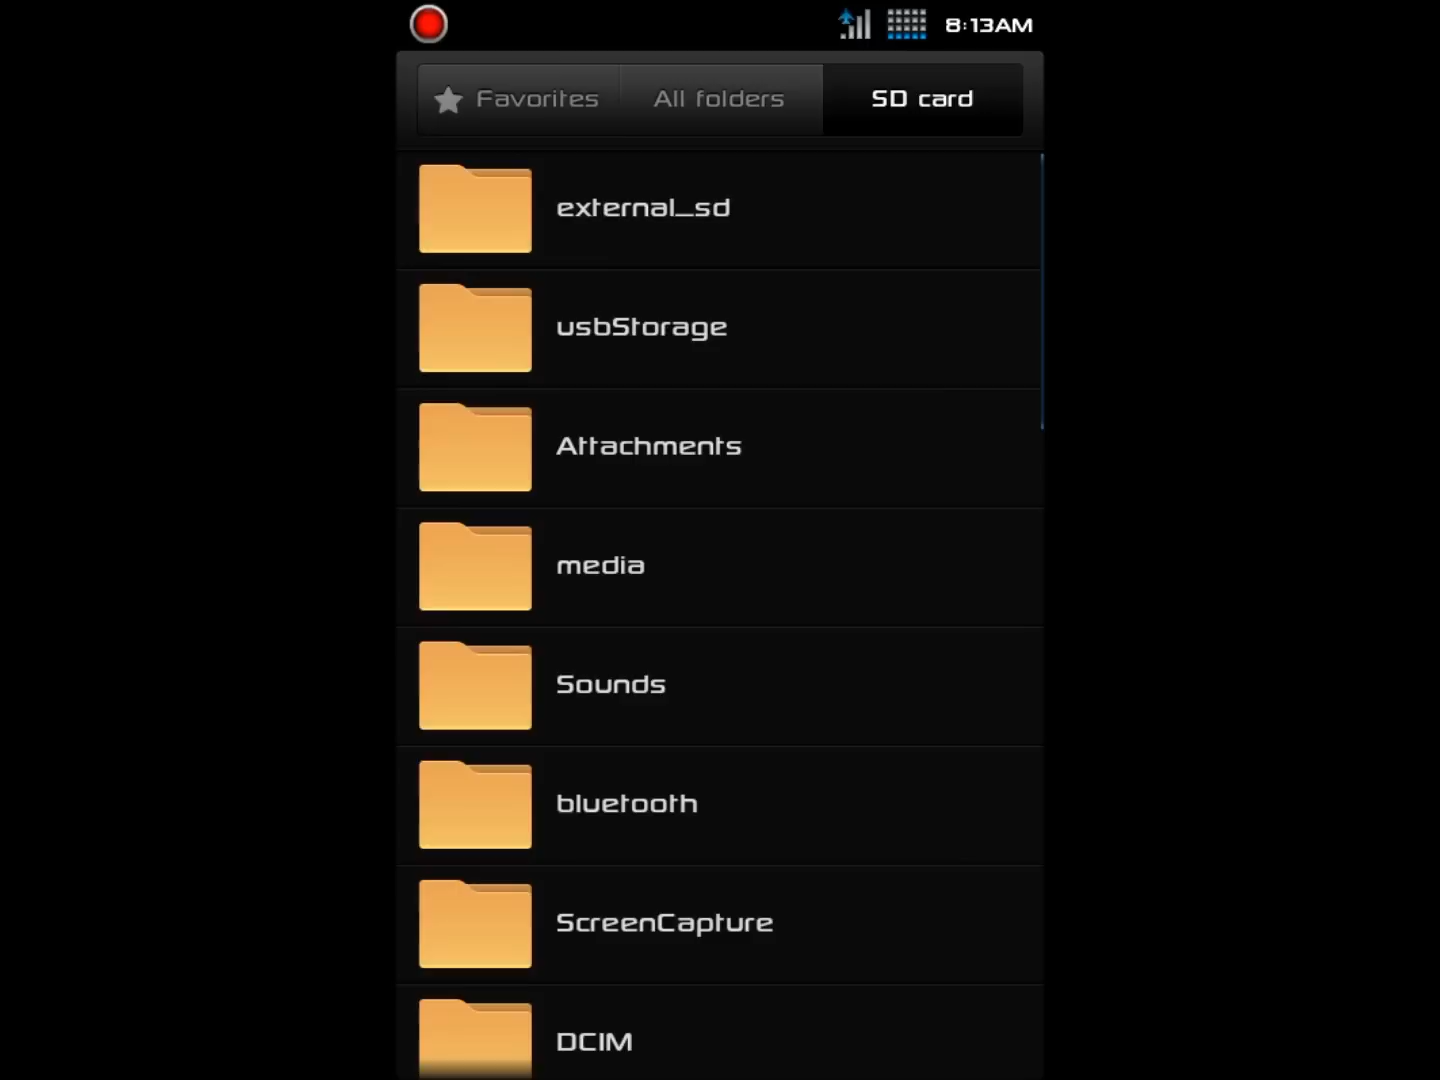 8:13AM
Favorites
All folders
SD card
external_sd
usbStorage
Attachments
media
Sounds
bluetooth
ScreenCapture
DCIM